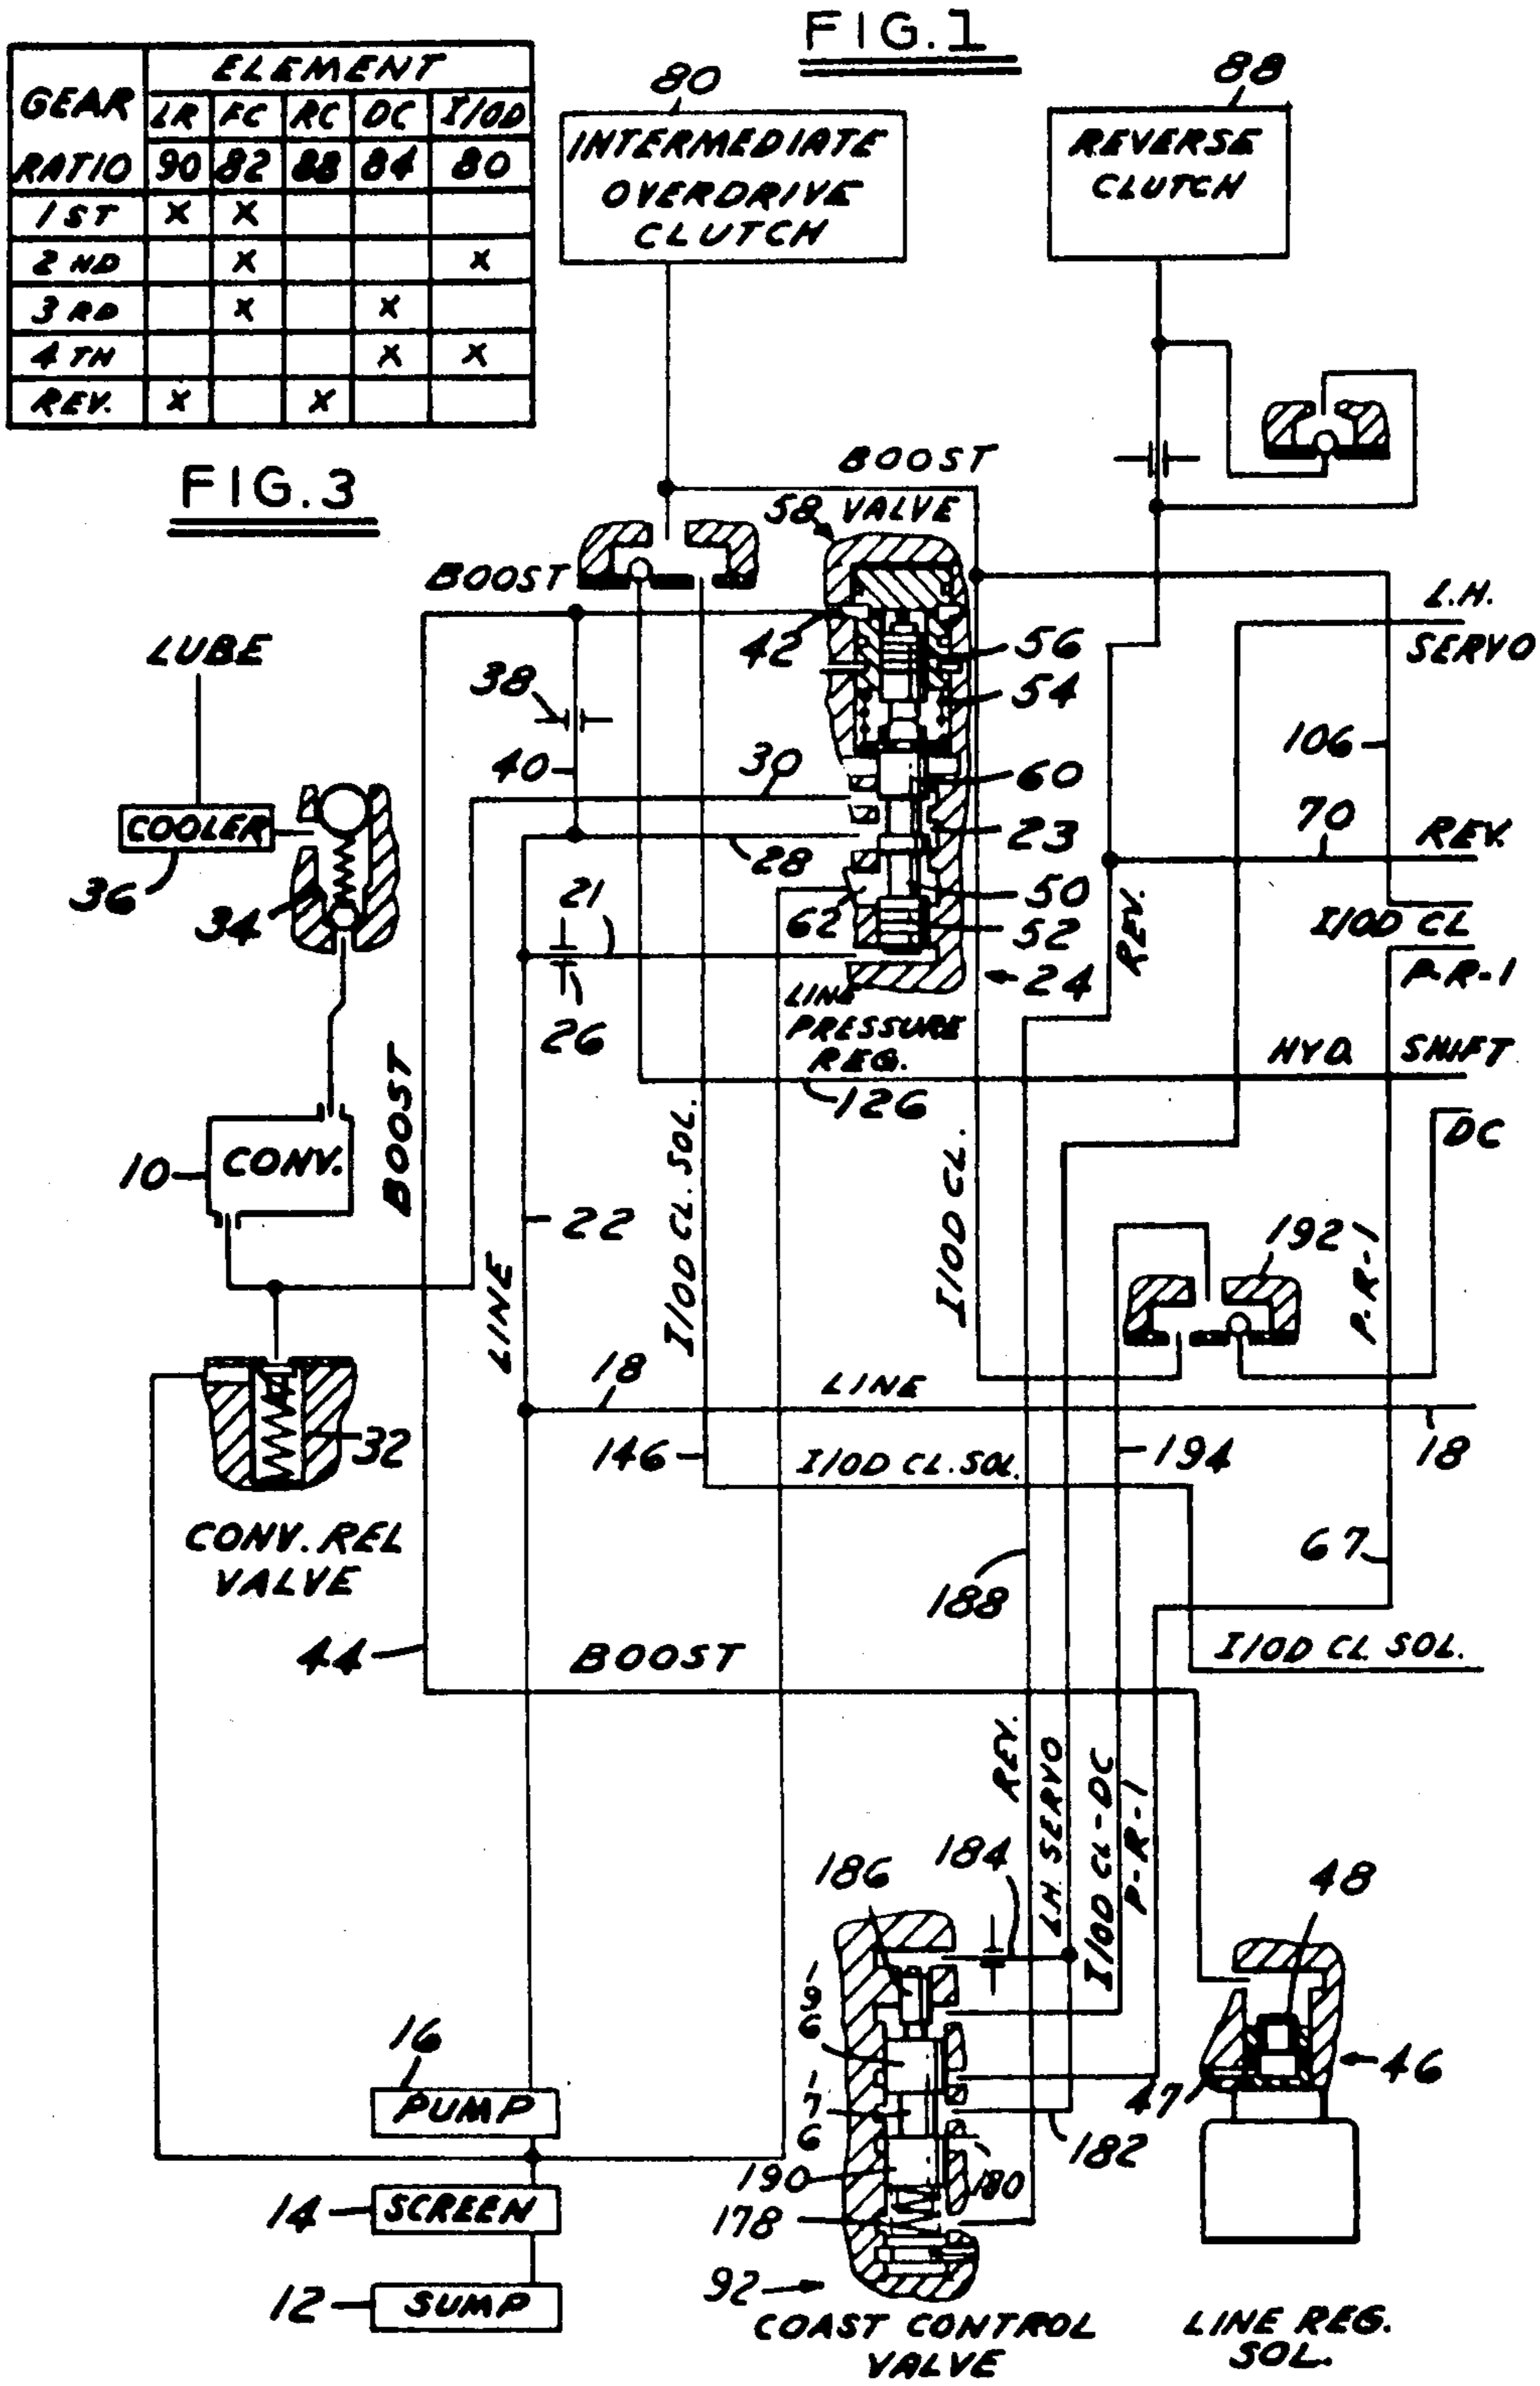 FIG.1
ELEMENT
GEAR RATIO
LR FC RC DC I/OD
90 82 88 84 80
1ST X X
2ND X X
3RD X X
4TH X X
REV. X X
FIG.3
80
INTERMEDIATE
OVERDRIVE
CLUTCH
88
REVERSE
CLUTCH
BOOST
58 VALVE
BOOST
42
56
54
L.H.
SERVO
LUBE
38
40
30
60
106
COOLER
36
34
28
23
70
REV.
21
62
50
52
REV.
I/OD CL
P-R-1
26
24
LINE
PRESSURE
REG.
HYD. SHIFT
126
DC
BOOST
10
CONV.
22
LINE
I/OD CL. SOL.
I/OD CL.
192
P-R-1
18
LINE
18
32
146
I/OD CL. SOL.
194
CONV. REL
VALVE
188
67
44
BOOST
I/OD CL SOL.
REV.
L.H. SERVO
I/OD CL-DC
P-R-1
186
184
48
196
16
PUMP
176
47
46
182
190
180
14
SCREEN
178
12
SUMP
92
COAST CONTROL
VALVE
LINE REG.
SOL.